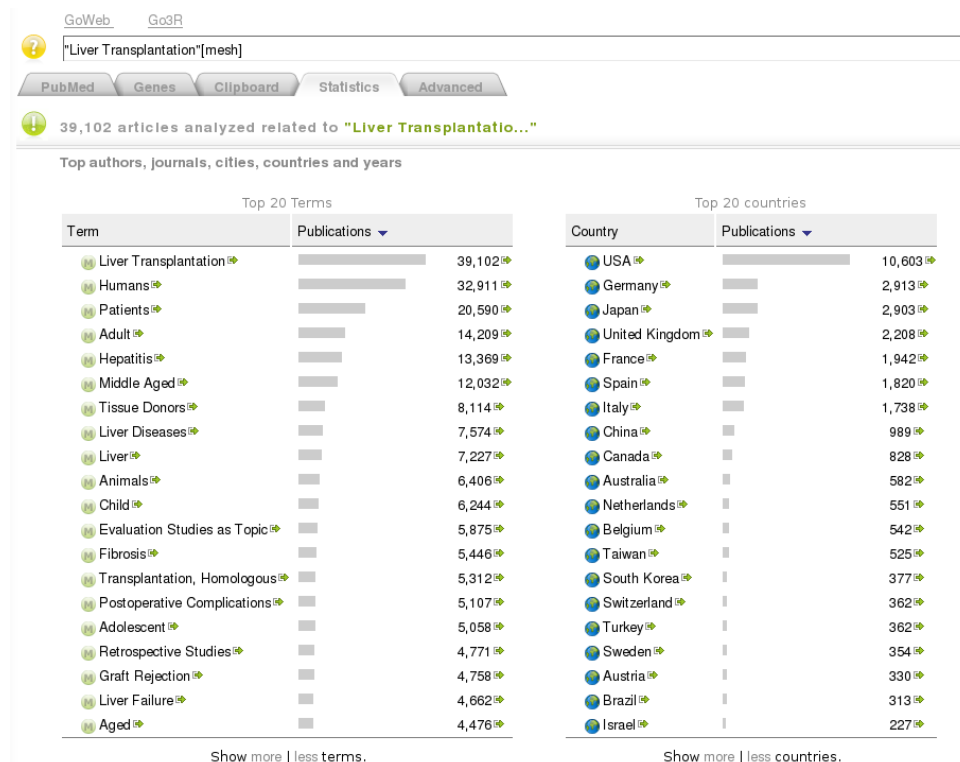 GoWeb Go3R
"Liver Transplantation"[mesh]
PubMed Genes Clipboard Statistics Advanced
39,102 articles analyzed related to "Liver Transplantatio..."
Top authors, journals, cities, countries and years
Top 20 Terms
Term Publications
Liver Transplantation 39,102
Humans 32,911
Patients 20,590
Adult 14,209
Hepatitis 13,369
Middle Aged 12,032
Tissue Donors 8,114
Liver Diseases 7,574
Liver 7,227
Animals 6,406
Child 6,244
Evaluation Studies as Topic 5,875
Fibrosis 5,446
Transplantation, Homologous 5,312
Postoperative Complications 5,107
Adolescent 5,058
Retrospective Studies 4,771
Graft Rejection 4,758
Liver Failure 4,662
Aged 4,476
Show more | less terms.
Top 20 countries
Country Publications
USA 10,603
Germany 2,913
Japan 2,903
United Kingdom 2,208
France 1,942
Spain 1,820
Italy 1,738
China 989
Canada 828
Australia 582
Netherlands 551
Belgium 542
Taiwan 525
South Korea 377
Switzerland 362
Turkey 362
Sweden 354
Austria 330
Brazil 313
Israel 227
Show more | less countries.